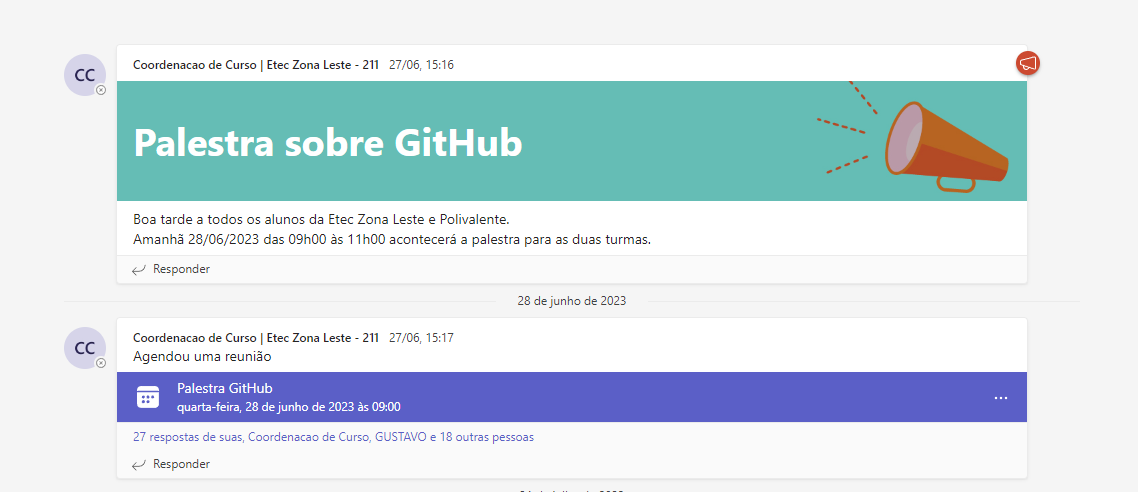 CC
Coordenacao de Curso | Etec Zona Leste - 211 27/06, 15:16
Palestra sobre GitHub
Boa tarde a todos os alunos da Etec Zona Leste e Polivalente.
Amanhã 28/06/2023 das 09h00 às 11h00 acontecerá a palestra para as duas turmas.
Responder
28 de junho de 2023
CC
Coordenacao de Curso | Etec Zona Leste - 211 27/06, 15:17
Agendou uma reunião
Palestra GitHub
quarta-feira, 28 de junho de 2023 às 09:00
27 respostas de suas, Coordenacao de Curso, GUSTAVO e 18 outras pessoas
Responder